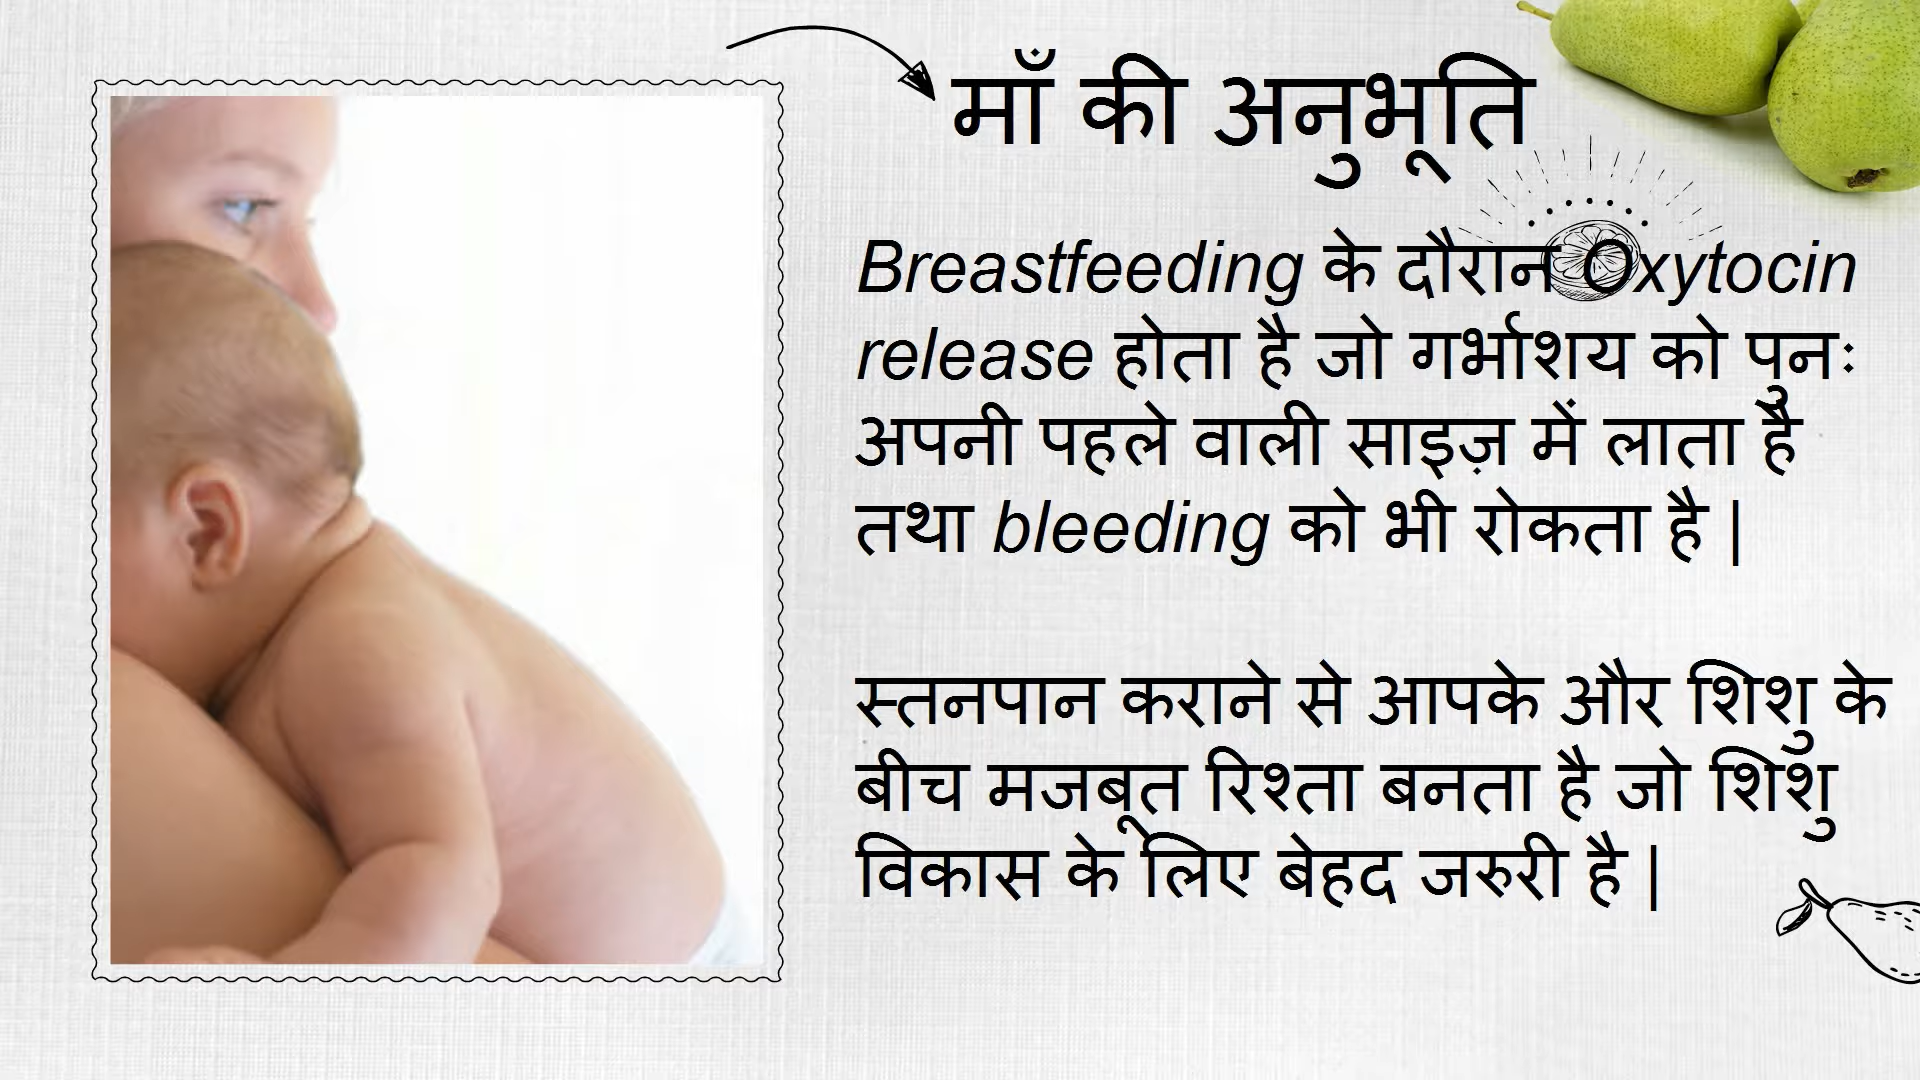 माँ की अनुभूति
Breastfeeding के दौरान Oxytocin
release होता है जो गर्भाशय को पुनः
अपनी पहले वाली साइज़ में लाता है
तथा bleeding को भी रोकता है |
स्तनपान कराने से आपके और शिशु के
बीच मजबूत रिश्ता बनता है जो शिशु
विकास के लिए बेहद जरुरी है |